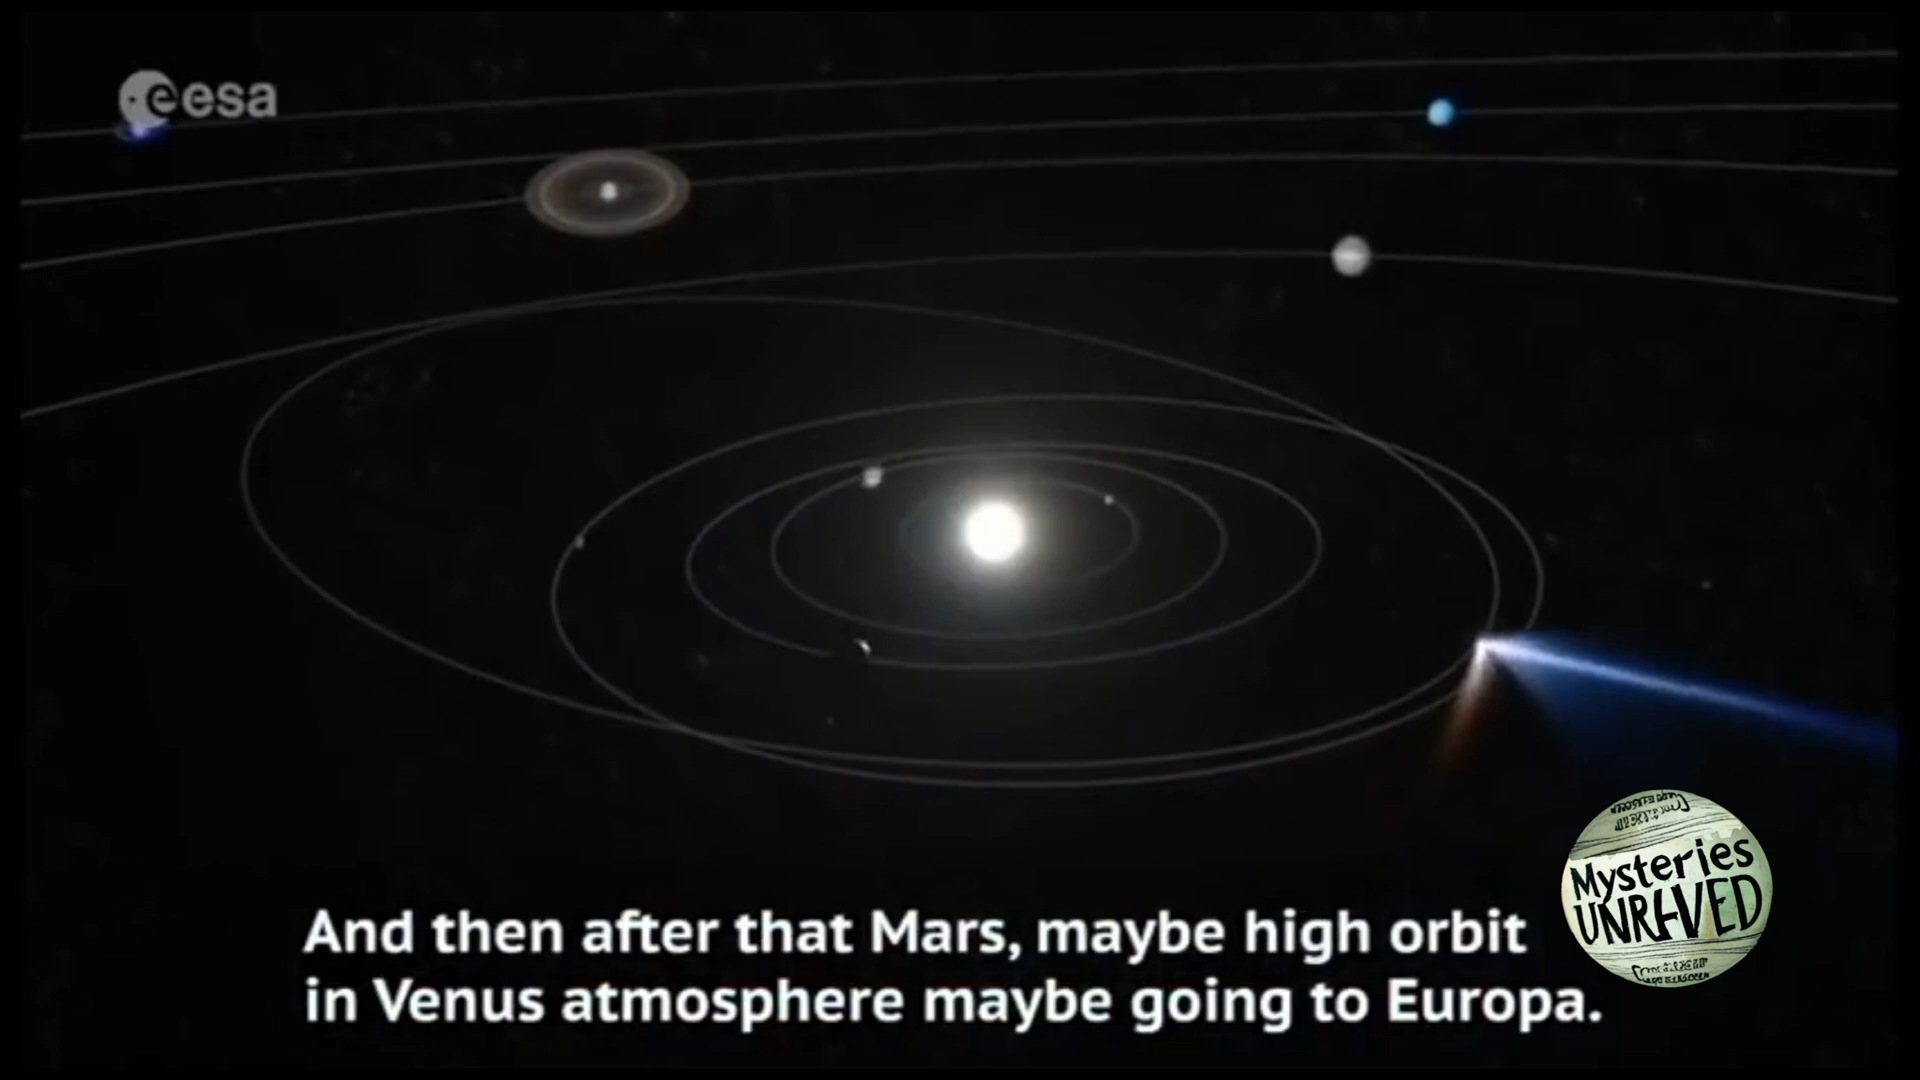 esa
Mysteries
UNRAVED
And then after that Mars, maybe high orbit
in Venus atmosphere maybe going to Europa.